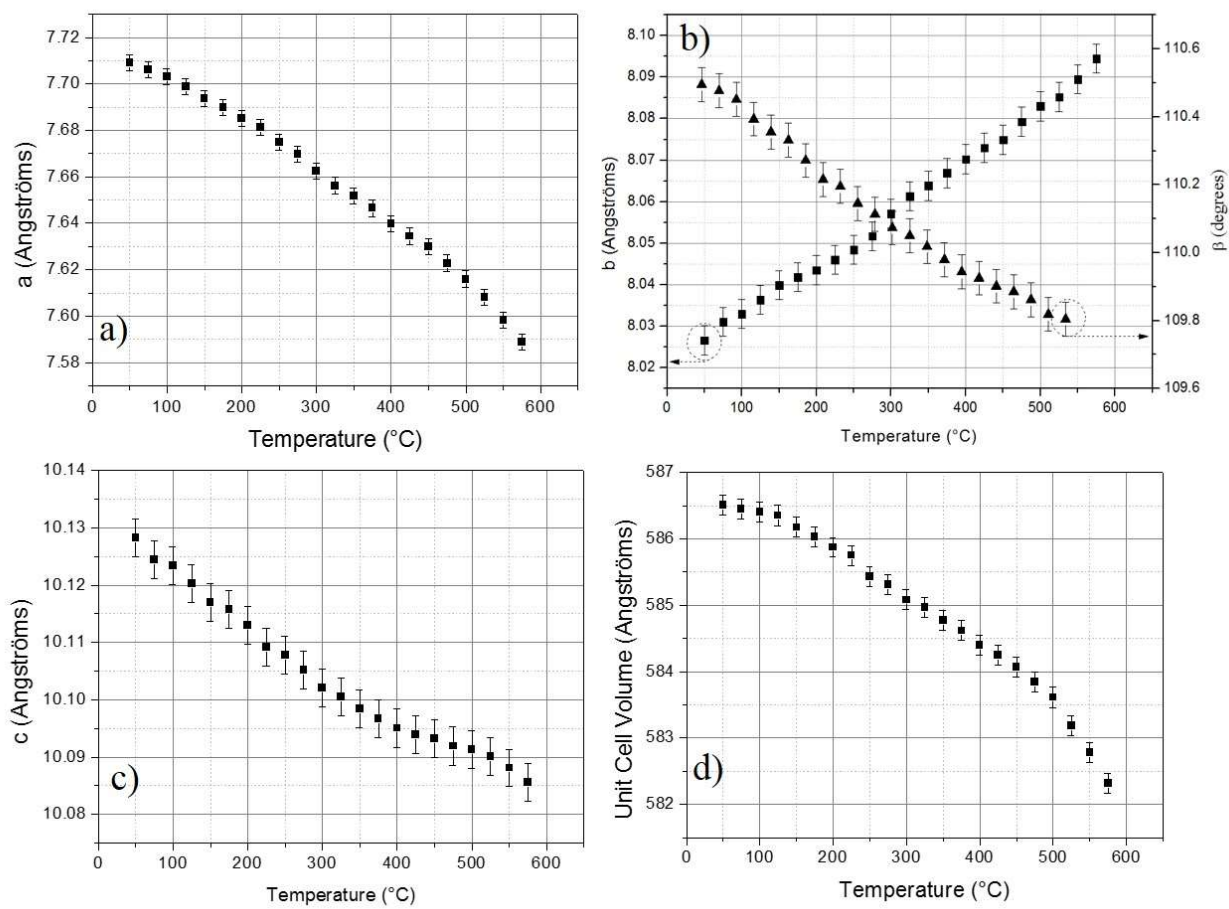 a)
a (Angströms)
7.72
7.70
7.68
7.66
7.64
7.62
7.60
7.58
0 100 200 300 400 500 600
Temperature (°C)
b)
b (Angströms)
8.10
8.09
8.08
8.07
8.06
8.05
8.04
8.03
8.02
110.6
110.4
110.2
110.0
109.8
109.6
β (degrees)
0 100 200 300 400 500 600
Temperature (°C)
c)
c (Angströms)
10.14
10.13
10.12
10.11
10.10
10.09
10.08
0 100 200 300 400 500 600
Temperature (°C)
d)
Unit Cell Volume (Angströms)
587
586
585
584
583
582
0 100 200 300 400 500 600
Temperature (°C)